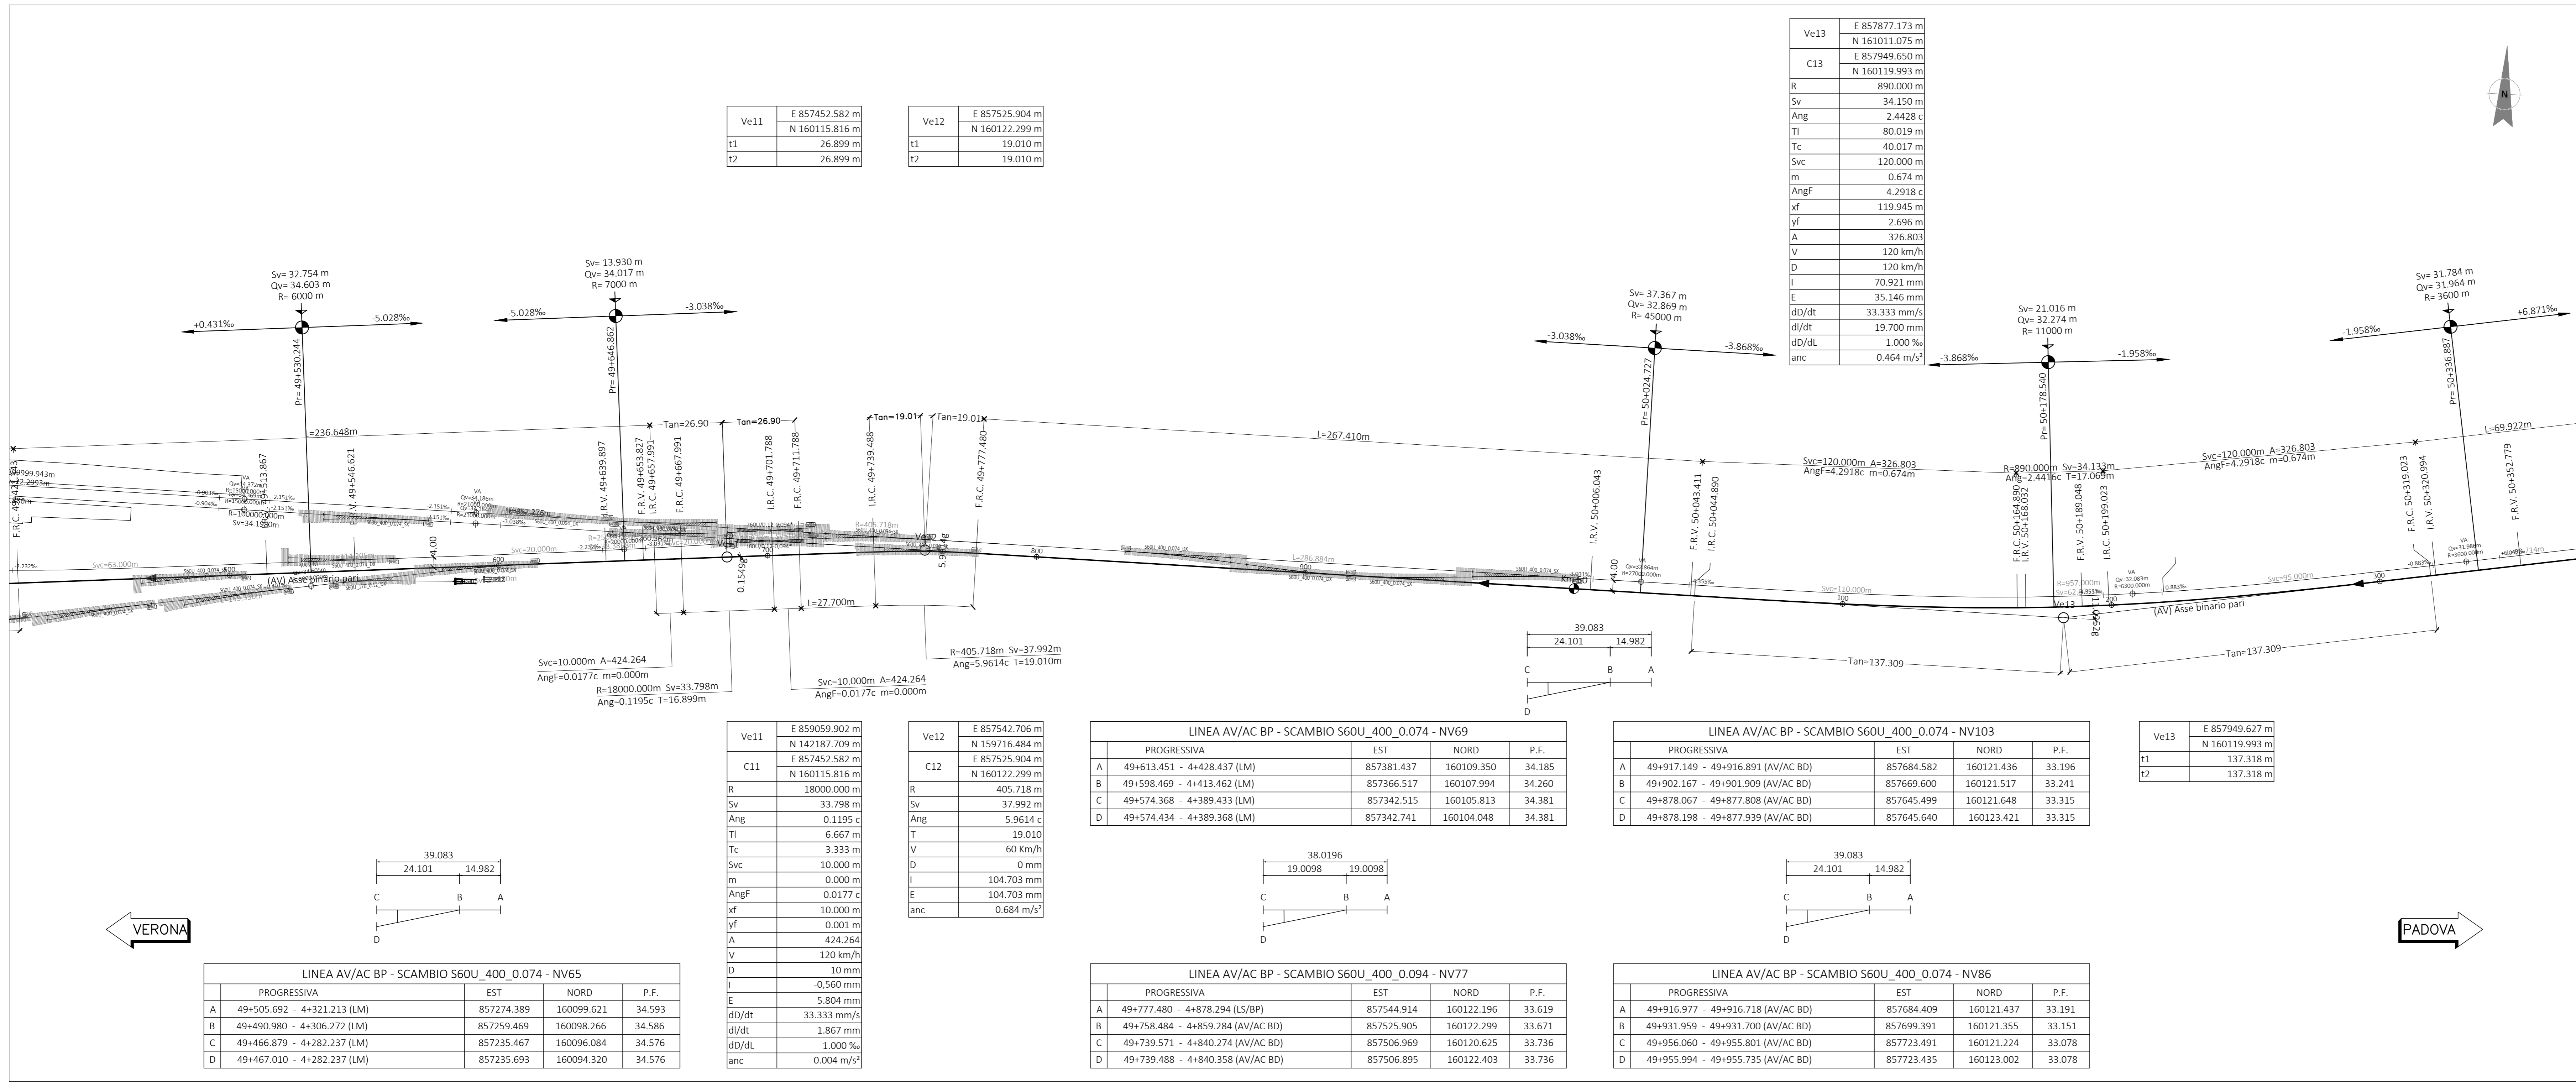 Ve13 E 857877.173 m
N 161011.075 m
C13 E 857949.650 m
N 160119.993 m
R 890.000 m
Sv 34.150 m
Ang 2.4428 c
Tl 80.019 m
Tc 40.017 m
Svc 120.000 m
m 0.674 m
AngF 4.2918 c
xf 119.945 m
yf 2.696 m
A 326.803
V 120 km/h
D 120 km/h
I 70.921 mm
E 35.146 mm
dD/dt 33.333 mm/s
dI/dt 19.700 mm
dD/dL 1.000 ‰
anc 0.464 m/s²
N
Ve11 E 857452.582 m
N 160115.816 m
t1 26.899 m
t2 26.899 m
Ve12 E 857525.904 m
N 160122.299 m
t1 19.010 m
t2 19.010 m
Sv= 32.754 m
Qv= 34.603 m
R= 6000 m
+0.431‰ -5.028‰
Pr= 49+530.244
Sv= 13.930 m
Qv= 34.017 m
R= 7000 m
-5.028‰ -3.038‰
Pr= 49+646.862
Sv= 37.367 m
Qv= 32.869 m
R= 45000 m
-3.038‰ -3.868‰
Pr= 50+024.727
Sv= 21.016 m
Qv= 32.274 m
R= 11000 m
-3.868‰ -1.958‰
Pr= 50+178.540
Sv= 31.784 m
Qv= 31.964 m
R= 3600 m
-1.958‰ +6.871‰
Pr= 50+336.887
L=236.648m
Tan=26.90
Tan=26.90
Tan=19.01
Tan=19.01
L=267.410m
Svc=120.000m A=326.803
AngF=4.2918c m=0.674m
R=890.000m Sv=34.133m
Ang=2.4416c T=17.069m
Svc=120.000m A=326.803
AngF=4.2918c m=0.674m
L=69.922m
F.R.V. 49+546.621
I.R.V. 49+639.897
F.R.V. 49+653.827
I.R.C. 49+657.991
F.R.C. 49+667.991
I.R.C. 49+701.788
F.R.C. 49+711.788
I.R.C. 49+739.488
F.R.C. 49+777.480
I.R.V. 50+006.043
F.R.V. 50+043.411
I.R.C. 50+044.890
F.R.C. 50+164.890
I.R.V. 50+168.032
F.R.V. 50+189.048
I.R.C. 50+199.023
F.R.C. 50+319.023
I.R.V. 50+320.994
F.R.V. 50+352.779
Svc=63.000m
(AV) Asse binario pari
4.00
600
Svc=20.000m
700
R=405.718m
800
L=286.884m
900
4.00
Svc=110.000m
100
R=957.000m
Ve13
200
(AV) Asse binario pari
Svc=95.000m
300
L=27.700m
Svc=10.000m A=424.264
AngF=0.0177c m=0.000m
R=18000.000m Sv=33.798m
Ang=0.1195c T=16.899m
Svc=10.000m A=424.264
AngF=0.0177c m=0.000m
R=405.718m Sv=37.992m
Ang=5.9614c T=19.010m
39.083
24.101 14.982
C B A
D
Tan=137.309
Tan=137.309
Ve11 E 859059.902 m
N 142187.709 m
C11 E 857452.582 m
N 160115.816 m
R 18000.000 m
Sv 33.798 m
Ang 0.1195 c
Tl 6.667 m
Tc 3.333 m
Svc 10.000 m
m 0.000 m
AngF 0.0177 c
xf 10.000 m
yf 0.001 m
A 424.264
V 120 km/h
D 10 mm
I -0,560 mm
E 5.804 mm
dD/dt 33.333 mm/s
dI/dt 1.867 mm
dD/dL 1.000 ‰
anc 0.004 m/s²
Ve12 E 857542.706 m
N 159716.484 m
C12 E 857525.904 m
N 160122.299 m
R 405.718 m
Sv 37.992 m
Ang 5.9614 c
T 19.010
V 60 Km/h
D 0 mm
I 104.703 mm
E 104.703 mm
anc 0.684 m/s²
LINEA AV/AC BP - SCAMBIO S60U_400_0.074 - NV69
PROGRESSIVA EST NORD P.F.
A 49+613.451 - 4+428.437 (LM) 857381.437 160109.350 34.185
B 49+598.469 - 4+413.462 (LM) 857366.517 160107.994 34.260
C 49+574.368 - 4+389.433 (LM) 857342.515 160105.813 34.381
D 49+574.434 - 4+389.368 (LM) 857342.741 160104.048 34.381
LINEA AV/AC BP - SCAMBIO S60U_400_0.074 - NV103
PROGRESSIVA EST NORD P.F.
A 49+917.149 - 49+916.891 (AV/AC BD) 857684.582 160121.436 33.196
B 49+902.167 - 49+901.909 (AV/AC BD) 857669.600 160121.517 33.241
C 49+878.067 - 49+877.808 (AV/AC BD) 857645.499 160121.648 33.315
D 49+878.198 - 49+877.939 (AV/AC BD) 857645.640 160123.421 33.315
Ve13 E 857949.627 m
N 160119.993 m
t1 137.318 m
t2 137.318 m
39.083
24.101 14.982
C B A
D
38.0196
19.0098 19.0098
C B A
D
39.083
24.101 14.982
C B A
D
VERONA
PADOVA
LINEA AV/AC BP - SCAMBIO S60U_400_0.074 - NV65
PROGRESSIVA EST NORD P.F.
A 49+505.692 - 4+321.213 (LM) 857274.389 160099.621 34.593
B 49+490.980 - 4+306.272 (LM) 857259.469 160098.266 34.586
C 49+466.879 - 4+282.237 (LM) 857235.467 160096.084 34.576
D 49+467.010 - 4+282.237 (LM) 857235.693 160094.320 34.576
LINEA AV/AC BP - SCAMBIO S60U_400_0.094 - NV77
PROGRESSIVA EST NORD P.F.
A 49+777.480 - 4+878.294 (LS/BP) 857544.914 160122.196 33.619
B 49+758.484 - 4+859.284 (AV/AC BD) 857525.905 160122.299 33.671
C 49+739.571 - 4+840.274 (AV/AC BD) 857506.969 160120.625 33.736
D 49+739.488 - 4+840.358 (AV/AC BD) 857506.895 160122.403 33.736
LINEA AV/AC BP - SCAMBIO S60U_400_0.074 - NV86
PROGRESSIVA EST NORD P.F.
A 49+916.977 - 49+916.718 (AV/AC BD) 857684.409 160121.437 33.191
B 49+931.959 - 49+931.700 (AV/AC BD) 857699.391 160121.355 33.151
C 49+956.060 - 49+955.801 (AV/AC BD) 857723.491 160121.224 33.078
D 49+955.994 - 49+955.735 (AV/AC BD) 857723.435 160123.002 33.078